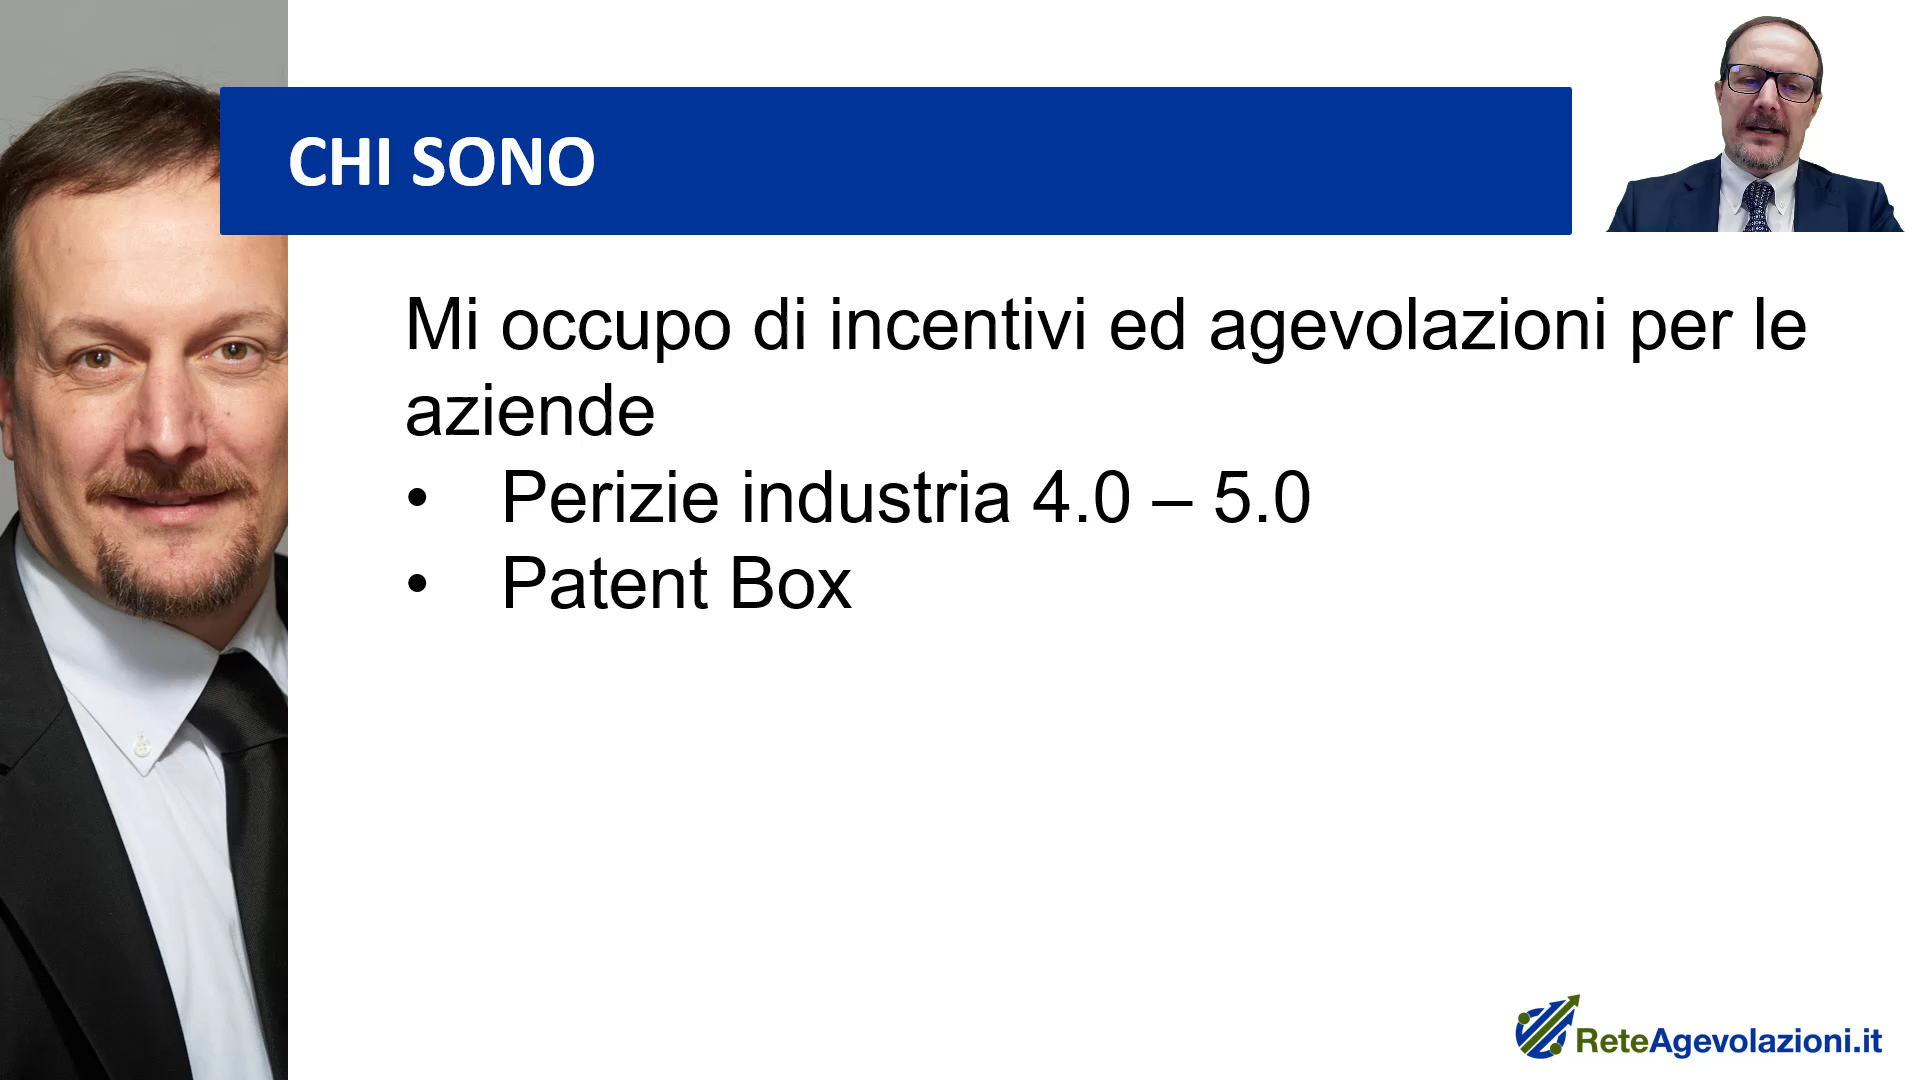 CHI SONO
Mi occupo di incentivi ed agevolazioni per le
aziende
• Perizie industria 4.0 – 5.0
• Patent Box
ReteAgevolazioni.it